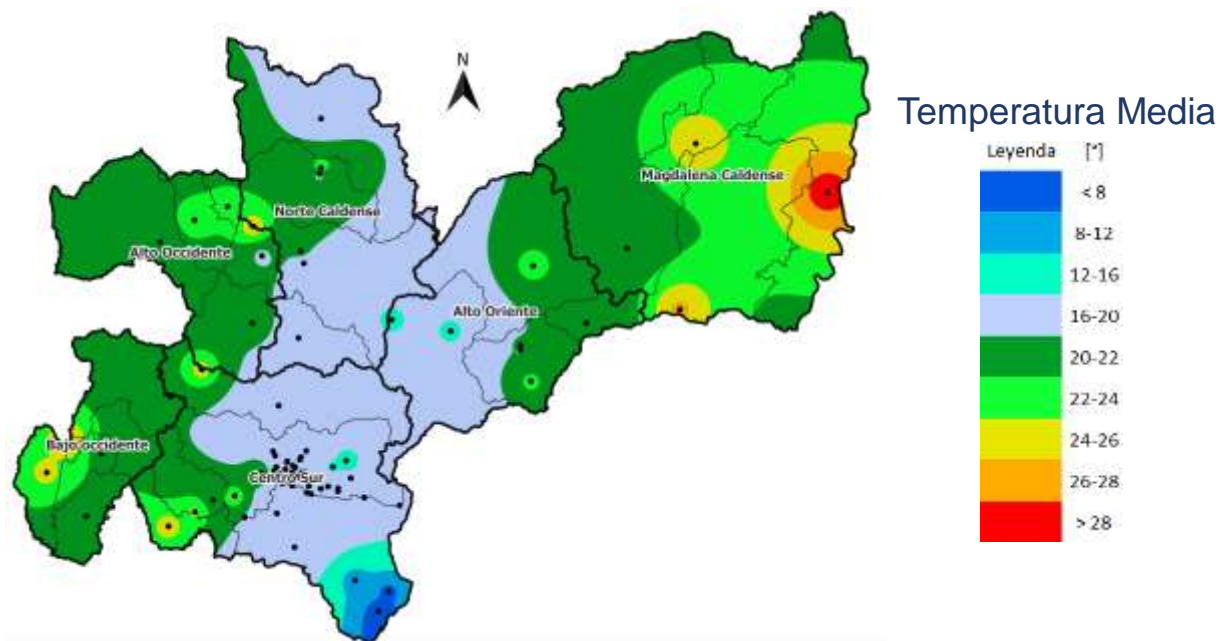 N
Norte Caldense
Magdalena Caldense
Alto Occidente
Alto Oriente
Bajo occidente
Centro Sur
Temperatura Media
Leyenda [°]
< 8
8-12
12-16
16-20
20-22
22-24
24-26
26-28
> 28